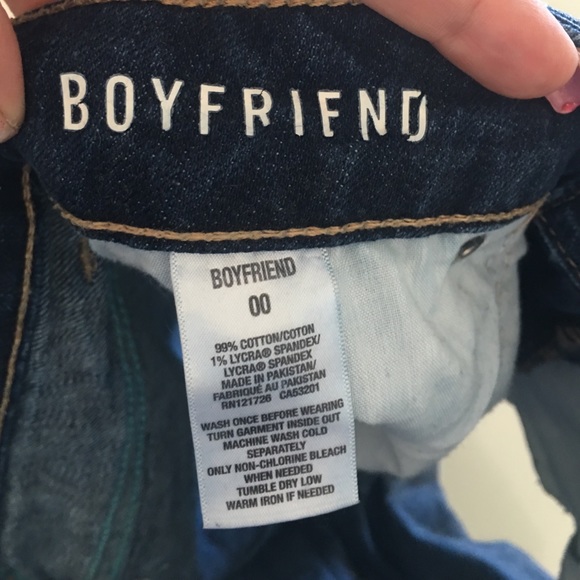 BOYFRIEND
BOYFRIEND
00
99% COTTON/COTON
1% LYCRA® SPANDEX/
LYCRA® SPANDEX
MADE IN PAKISTAN/
FABRIQUÉ AU PAKISTAN
RN121726 CA53201
WASH ONCE BEFORE WEARING
TURN GARMENT INSIDE OUT
MACHINE WASH COLD
SEPARATELY
ONLY NON-CHLORINE BLEACH
WHEN NEEDED
TUMBLE DRY LOW
WARM IRON IF NEEDED